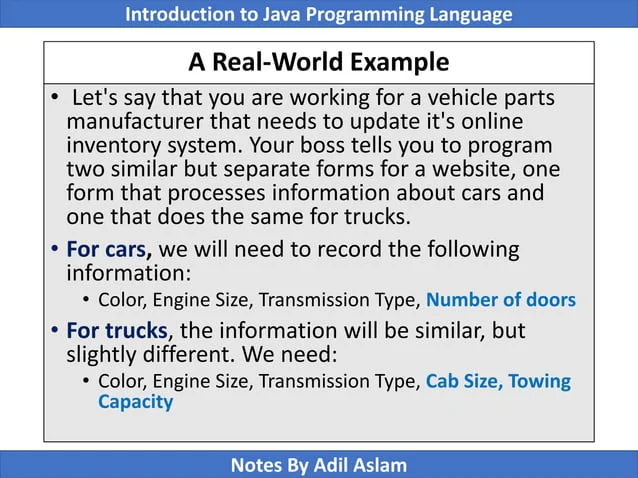 Introduction to Java Programming Language
A Real-World Example
• Let's say that you are working for a vehicle parts
manufacturer that needs to update it's online
inventory system. Your boss tells you to program
two similar but separate forms for a website, one
form that processes information about cars and
one that does the same for trucks.
• For cars, we will need to record the following
information:
• Color, Engine Size, Transmission Type, Number of doors
• For trucks, the information will be similar, but
slightly different. We need:
• Color, Engine Size, Transmission Type, Cab Size, Towing
Capacity
Notes By Adil Aslam